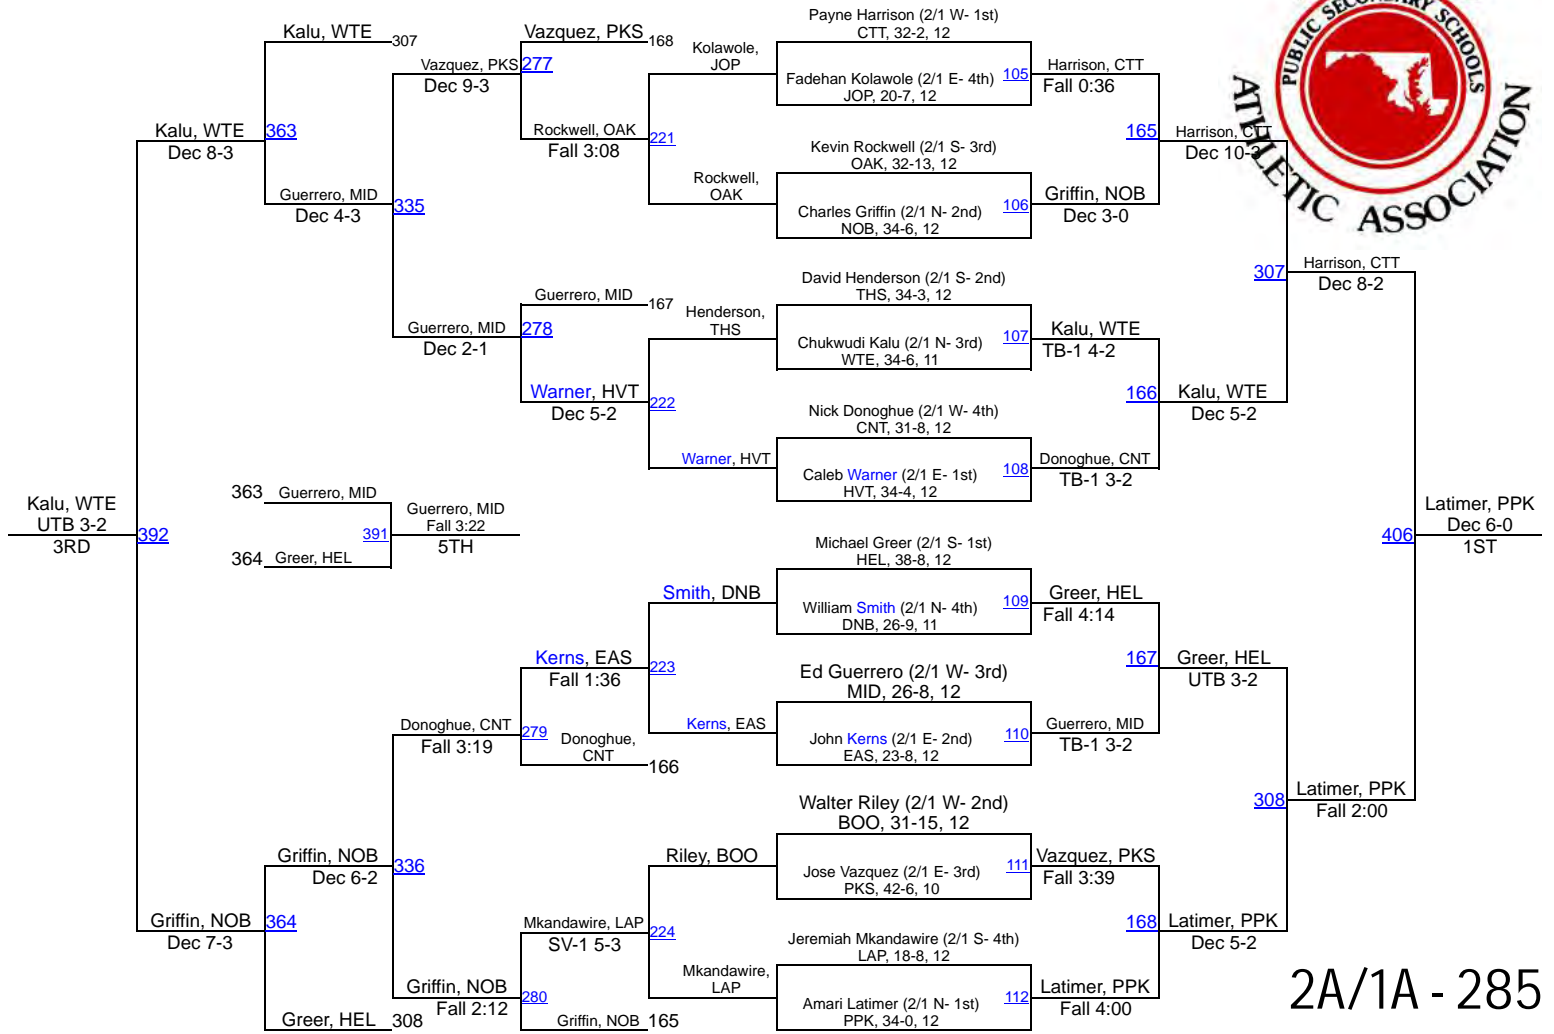 Kalu, WTE
307
Vazquez, PKS
Dec 9-3
277
Vazquez, PKS
168
Kolawole,
JOP
Payne Harrison (2/1 W- 1st)
CTT, 32-2, 12
Fadehan Kolawole (2/1 E- 4th)
JOP, 20-7, 12
105
Harrison, CTT
Fall 0:36
PUBLIC SECONDARY SCHOOLS
ATHLETIC ASSOCIATION
Kalu, WTE
Dec 8-3
363
Rockwell, OAK
Fall 3:08
221
Kevin Rockwell (2/1 S- 3rd)
OAK, 32-13, 12
165
Harrison, CTT
Dec 10-3
Guerrero, MID
Dec 4-3
335
Rockwell,
OAK
Charles Griffin (2/1 N- 2nd)
NOB, 34-6, 12
106
Griffin, NOB
Dec 3-0
David Henderson (2/1 S- 2nd)
THS, 34-3, 12
307
Harrison, CTT
Dec 8-2
Guerrero, MID
167
Guerrero, MID
Dec 2-1
278
Henderson,
THS
Chukwudi Kalu (2/1 N- 3rd)
WTE, 34-6, 11
107
Kalu, WTE
TB-1 4-2
Warner, HVT
Dec 5-2
222
Nick Donoghue (2/1 W- 4th)
CNT, 31-8, 12
166
Kalu, WTE
Dec 5-2
Warner, HVT
Caleb Warner (2/1 E- 1st)
HVT, 34-4, 12
108
Donoghue, CNT
TB-1 3-2
Kalu, WTE
UTB 3-2
3RD
392
363
Guerrero, MID
364
Greer, HEL
391
Guerrero, MID
Fall 3:22
5TH
406
Latimer, PPK
Dec 6-0
1ST
Michael Greer (2/1 S- 1st)
HEL, 38-8, 12
Smith, DNB
William Smith (2/1 N- 4th)
DNB, 26-9, 11
109
Greer, HEL
Fall 4:14
Kerns, EAS
Fall 1:36
223
Ed Guerrero (2/1 W- 3rd)
MID, 26-8, 12
167
Greer, HEL
UTB 3-2
Donoghue, CNT
Fall 3:19
279
Donoghue,
CNT
166
Kerns, EAS
John Kerns (2/1 E- 2nd)
EAS, 23-8, 12
110
Guerrero, MID
TB-1 3-2
Walter Riley (2/1 W- 2nd)
BOO, 31-15, 12
308
Latimer, PPK
Fall 2:00
Griffin, NOB
Dec 6-2
336
Riley, BOO
Jose Vazquez (2/1 E- 3rd)
PKS, 42-6, 10
111
Vazquez, PKS
Fall 3:39
Griffin, NOB
Dec 7-3
364
Mkandawire, LAP
SV-1 5-3
224
Jeremiah Mkandawire (2/1 S- 4th)
LAP, 18-8, 12
168
Latimer, PPK
Dec 5-2
Griffin, NOB
Fall 2:12
280
Mkandawire,
LAP
Amari Latimer (2/1 N- 1st)
PPK, 34-0, 12
112
Latimer, PPK
Fall 4:00
Greer, HEL
308
Griffin, NOB
165
2A/1A - 285